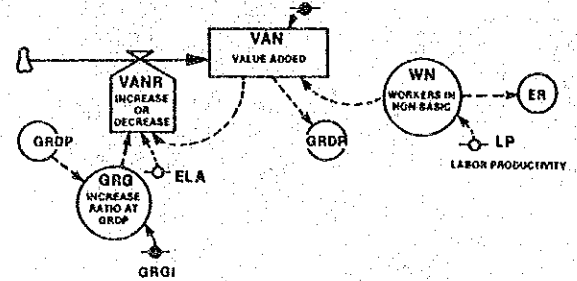 VAN
VALUE ADDED
VANR
INCREASE
OR
DECREASE
WN
WORKERS IN
NON-BASIC
ER
GRDP
GRDP
LP
LABOR PRODUCTIVITY
ELA
GRG
INCREASE
RATIO AT
GRDP
GRGI